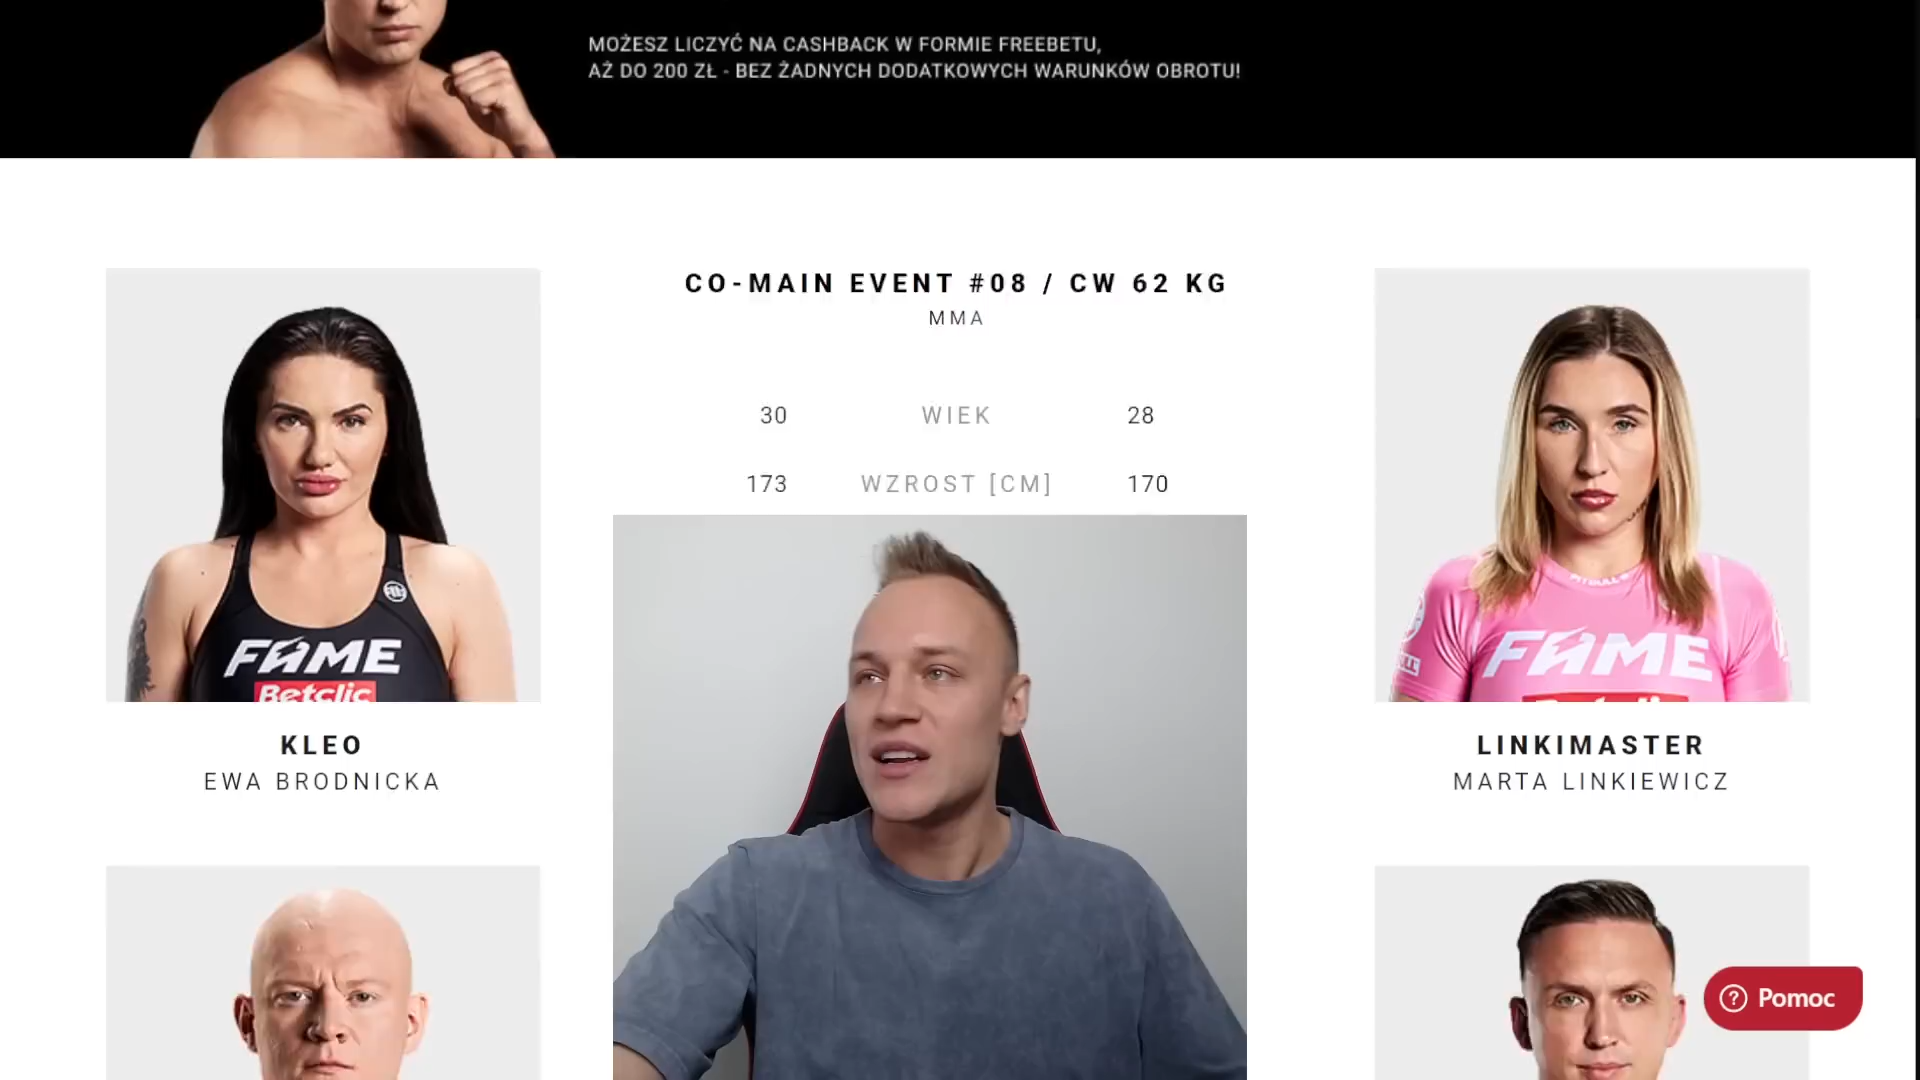 MOŻESZ LICZYĆ NA CASHBACK W FORMIE FREEBETU,
AŻ DO 200 ZŁ - BEZ ŻADNYCH DODATKOWYCH WARUNKÓW OBROTU!
CO-MAIN EVENT #08 / CW 62 KG
MMA
30 WIEK 28
173 WZROST [CM] 170
FAME
Betclic
KLEO
EWA BRODNICKA
PITBULL
FAME
LINKIMASTER
MARTA LINKIEWICZ
Pomoc